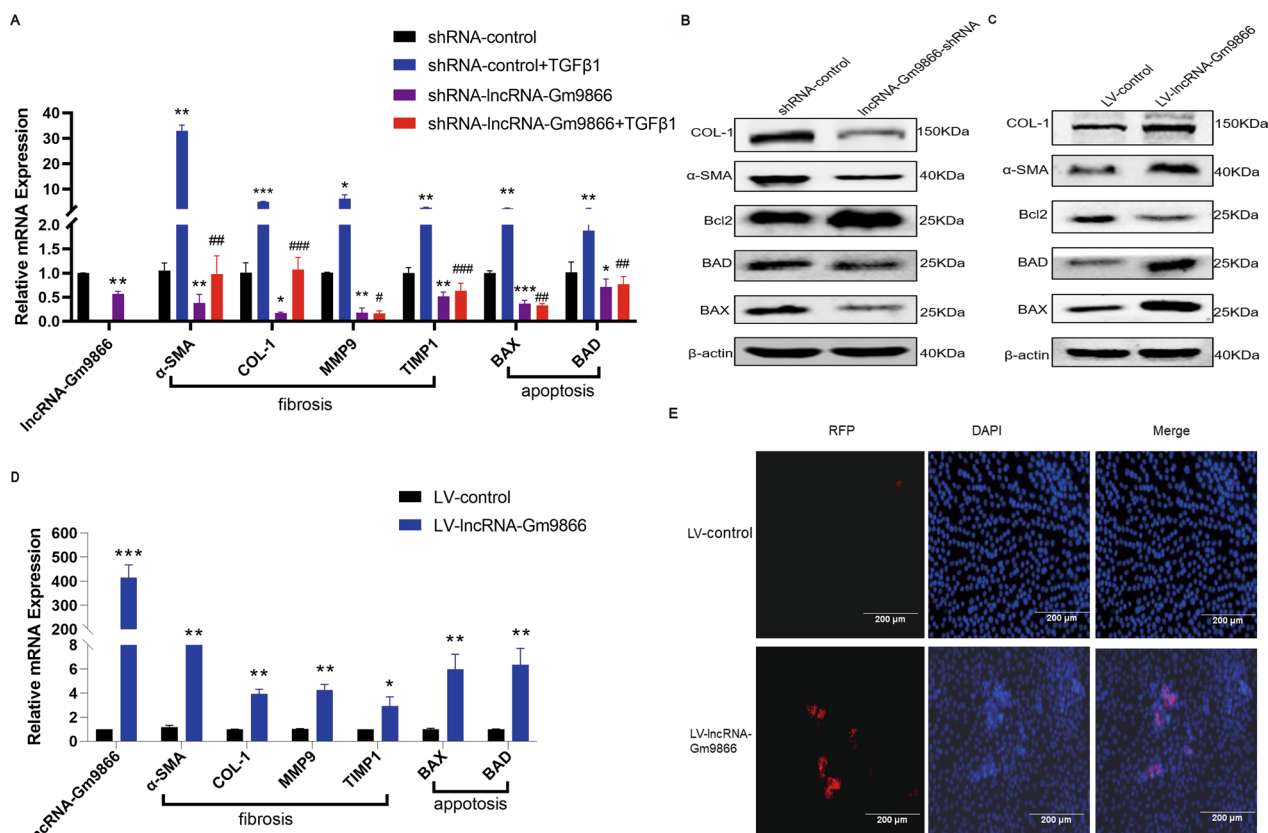 A
shRNA-control
shRNA-control+TGFβ1
shRNA-lncRNA-Gm9866
shRNA-lncRNA-Gm9866+TGFβ1
Relative mRNA Expression
40
30
20
10
2.0
1.5
1.0
0.5
0.0
**
**
**
##
***
*
###
*
**
#
**
**
###
**
***
##
**
*
##
lncRNA-Gm9866
α-SMA
COL-1
MMP9
TIMP1
BAX
BAD
fibrosis
apoptosis
B
shRNA-control
lncRNA-Gm9866-shRNA
COL-1
150KDa
α-SMA
40KDa
Bcl2
25KDa
BAD
25KDa
BAX
25KDa
β-actin
40KDa
C
LV-control
LV-lncRNA-Gm9866
COL-1
150KDa
α-SMA
40KDa
Bcl2
25KDa
BAD
25KDa
BAX
25KDa
β-actin
40KDa
D
LV-control
LV-lncRNA-Gm9866
Relative mRNA Expression
600
500
400
300
200
8
6
4
2
0
***
**
**
**
*
**
**
ncRNA-Gm9866
α-SMA
COL-1
MMP9
TIMP1
BAX
BAD
fibrosis
appotosis
E
RFP
DAPI
Merge
LV-control
200 μm
200 μm
200 μm
LV-lncRNA-
Gm9866
200 μm
200 μm
200 μm